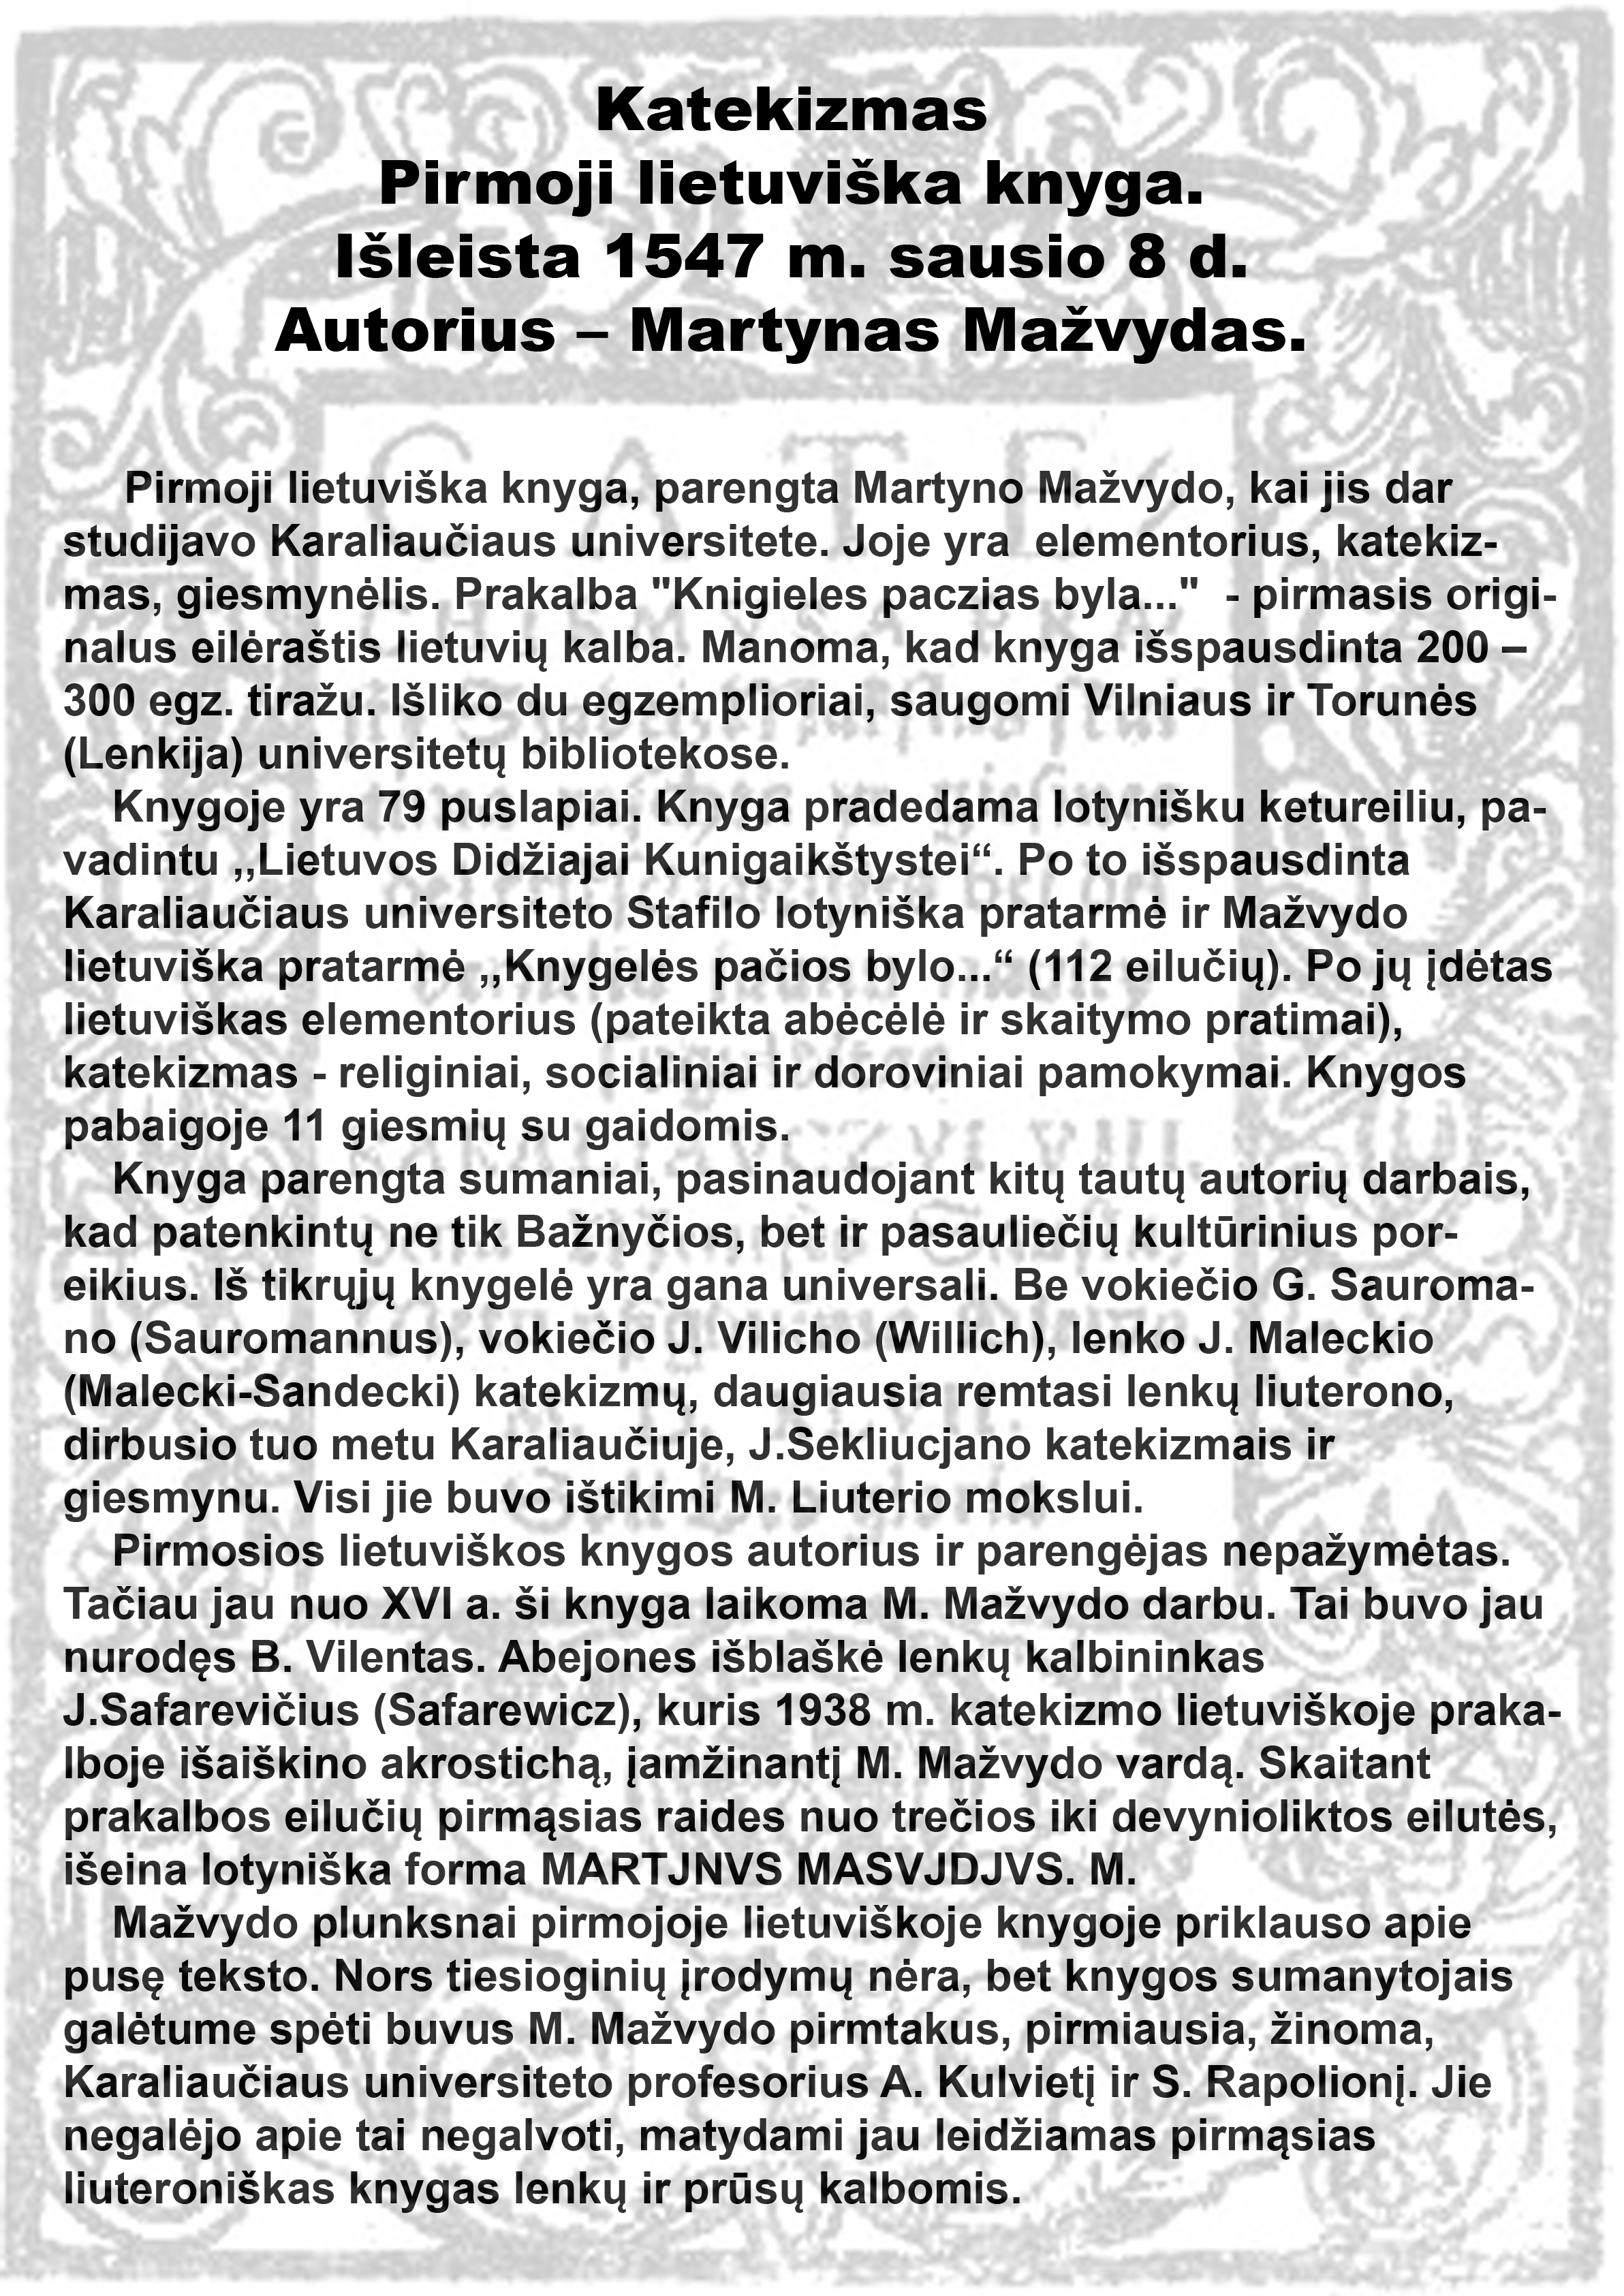 Katekizmas
Pirmoji lietuviška knyga.
Išleista 1547 m. sausio 8 d.
Autorius – Martynas Mažvydas.
Pirmoji lietuviška knyga, parengta Martyno Mažvydo, kai jis dar
studijavo Karaliaučiaus universitete. Joje yra  elementorius, katekiz-
mas, giesmynėlis. Prakalba "Knigieles paczias byla..."  - pirmasis origi-
nalus eilėraštis lietuvių kalba. Manoma, kad knyga išspausdinta 200 –
300 egz. tiražu. Išliko du egzemplioriai, saugomi Vilniaus ir Torunės
(Lenkija) universitetų bibliotekose.
Knygoje yra 79 puslapiai. Knyga pradedama lotynišku ketureiliu, pa-
vadintu ,,Lietuvos Didžiajai Kunigaikštystei“. Po to išspausdinta
Karaliaučiaus universiteto Stafilo lotyniška pratarmė ir Mažvydo
lietuviška pratarmė ,,Knygelės pačios bylo...“ (112 eilučių). Po jų įdėtas
lietuviškas elementorius (pateikta abėcėlė ir skaitymo pratimai),
katekizmas - religiniai, socialiniai ir doroviniai pamokymai. Knygos
pabaigoje 11 giesmių su gaidomis.
Knyga parengta sumaniai, pasinaudojant kitų tautų autorių darbais,
kad patenkintų ne tik Bažnyčios, bet ir pasauliečių kultūrinius por-
eikius. Iš tikrųjų knygelė yra gana universali. Be vokiečio G. Sauroma-
no (Sauromannus), vokiečio J. Vilicho (Willich), lenko J. Maleckio
(Malecki-Sandecki) katekizmų, daugiausia remtasi lenkų liuterono,
dirbusio tuo metu Karaliaučiuje, J.Sekliucjano katekizmais ir
giesmynu. Visi jie buvo ištikimi M. Liuterio mokslui.
Pirmosios lietuviškos knygos autorius ir parengėjas nepažymėtas.
Tačiau jau nuo XVI a. ši knyga laikoma M. Mažvydo darbu. Tai buvo jau
nurodęs B. Vilentas. Abejones išblaškė lenkų kalbininkas
J.Safarevičius (Safarewicz), kuris 1938 m. katekizmo lietuviškoje praka-
lboje išaiškino akrostichą, įamžinantį M. Mažvydo vardą. Skaitant
prakalbos eilučių pirmąsias raides nuo trečios iki devynioliktos eilutės,
išeina lotyniška forma MARTJNVS MASVJDJVS. M.
Mažvydo plunksnai pirmojoje lietuviškoje knygoje priklauso apie
pusę teksto. Nors tiesioginių įrodymų nėra, bet knygos sumanytojais
galėtume spėti buvus M. Mažvydo pirmtakus, pirmiausia, žinoma,
Karaliaučiaus universiteto profesorius A. Kulvietį ir S. Rapolionį. Jie
negalėjo apie tai negalvoti, matydami jau leidžiamas pirmąsias
liuteroniškas knygas lenkų ir prūsų kalbomis.